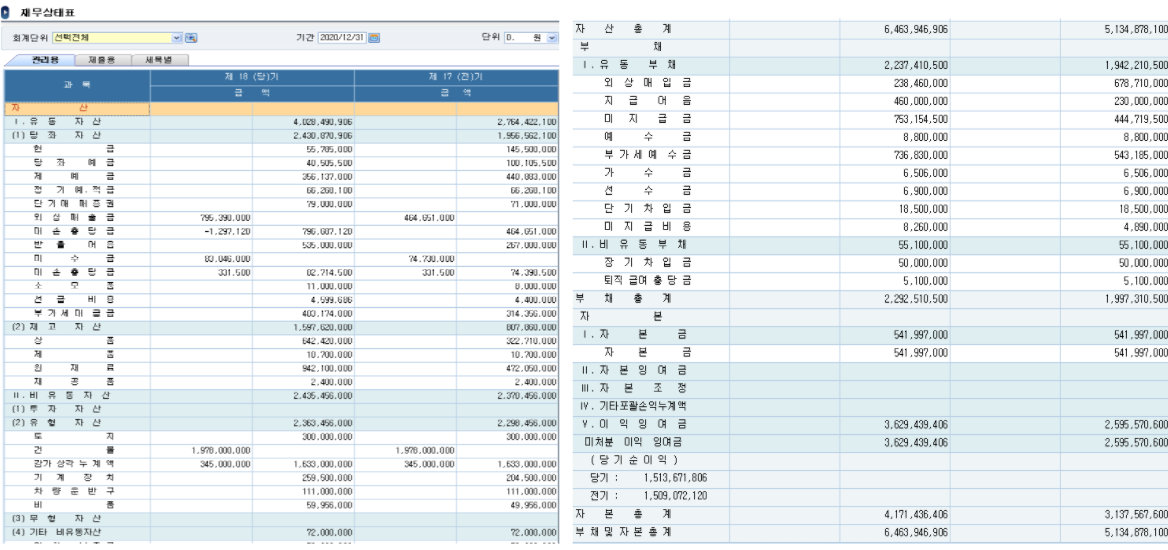 재무상태표
회계단위 선택전체 기간 2020/12/31 단위 0. 원
관리용 제출용 세목별
과 목 제 18 (당)기 제 17 (전)기
금 액 금 액
자 산
Ⅰ.유 동 자 산 4,028,490,906 2,764,422,100
(1)당 좌 자 산 2,430,870,906 1,956,562,100
현 금 55,785,000 145,500,000
당 좌 예 금 40,505,500 100,105,500
제 예 금 356,137,000 440,883,000
정 기 예.적 금 66,268,100 66,268,100
단 기 매 매 증 권 79,000,000 71,000,000
외 상 매 출 금 795,390,000 464,651,000
대 손 충 당 금 -1,297,120 796,687,120 464,651,000
받 을 어 음 535,000,000 267,000,000
미 수 금 83,046,000 74,730,000
대 손 충 당 금 331,500 82,714,500 331,500 74,398,500
소 모 품 11,000,000 8,000,000
선 급 비 용 4,599,686 4,400,000
부 가 세 대 급 금 403,174,000 314,356,000
(2)재 고 자 산 1,597,620,000 807,860,000
상 품 642,420,000 322,710,000
제 품 10,700,000 10,700,000
원 재 료 942,100,000 472,050,000
재 공 품 2,400,000 2,400,000
Ⅱ.비 유 동 자 산 2,435,456,000 2,370,456,000
(1)투 자 자 산
(2)유 형 자 산 2,363,456,000 2,298,456,000
토 지 300,000,000 300,000,000
건 물 1,978,000,000 1,978,000,000
감가 상각 누 계 액 345,000,000 1,633,000,000 345,000,000 1,633,000,000
기 계 장 치 259,500,000 204,500,000
차 량 운 반 구 111,000,000 111,000,000
비 품 59,956,000 49,956,000
(3)무 형 자 산
(4)기타 비유동자산 72,000,000 72,000,000
자 산 총 계 6,463,946,906 5,134,878,100
부 채
Ⅰ.유 동 부 채 2,237,410,500 1,942,210,500
외 상 매 입 금 238,460,000 678,710,000
지 급 어 음 460,000,000 230,000,000
미 지 급 금 753,154,500 444,719,500
예 수 금 8,800,000 8,800,000
부 가 세 예 수 금 736,830,000 543,185,000
가 수 금 6,506,000 6,506,000
선 수 금 6,900,000 6,900,000
단 기 차 입 금 18,500,000 18,500,000
미 지 급 비 용 8,260,000 4,890,000
Ⅱ.비 유 동 부 채 55,100,000 55,100,000
장 기 차 입 금 50,000,000 50,000,000
퇴직 급여 충 당 금 5,100,000 5,100,000
부 채 총 계 2,292,510,500 1,997,310,500
자 본
Ⅰ.자 본 금 541,997,000 541,997,000
자 본 금 541,997,000 541,997,000
Ⅱ.자 본 잉 여 금
Ⅲ.자 본 조 정
Ⅳ.기타포괄손익누계액
Ⅴ.이 익 잉 여 금 3,629,439,406 2,595,570,600
미처분 이익 잉여금 3,629,439,406 2,595,570,600
(당 기 순 이 익)
당기 : 1,513,671,806
전기 : 1,509,072,120
자 본 총 계 4,171,436,406 3,137,567,600
부 채 및 자 본 총 계 6,463,946,906 5,134,878,100